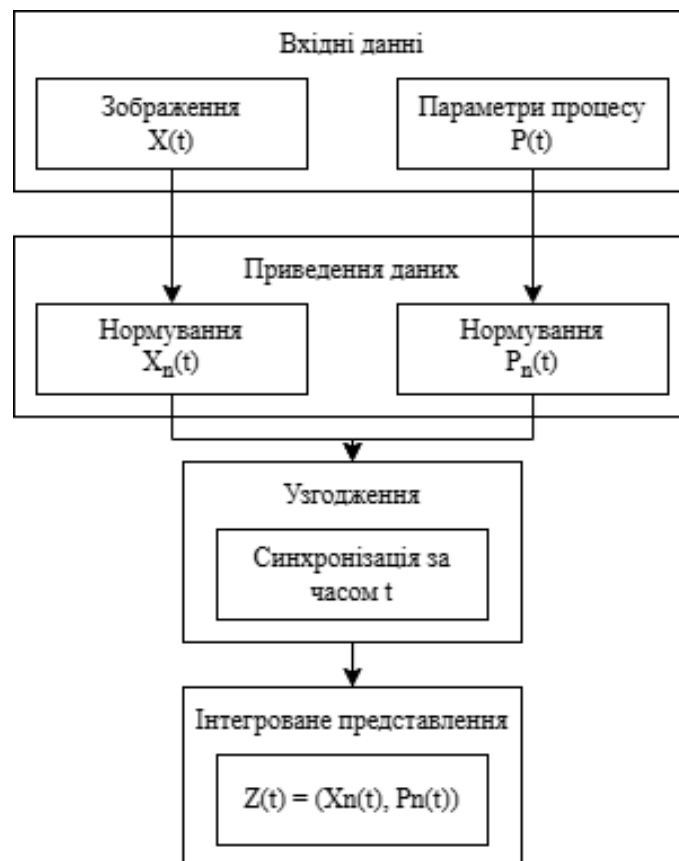 Вхідні данні
Зображення
X(t)
Параметри процесу
P(t)
Приведення даних
Нормування
Xₙ(t)
Нормування
Pₙ(t)
Узгодження
Синхронізація за
часом t
Інтегроване представлення
Z(t) = (Xn(t), Pn(t))